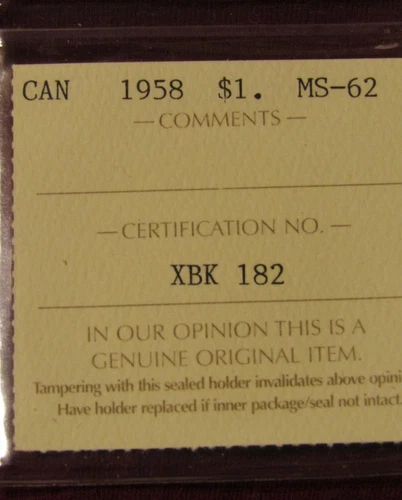 CAN 1958 $1. MS-62
— COMMENTS —
— CERTIFICATION NO. —
XBK 182
IN OUR OPINION THIS IS A
GENUINE ORIGINAL ITEM.
Tampering with this sealed holder invalidates above opini
Have holder replaced if inner package/seal not intact.